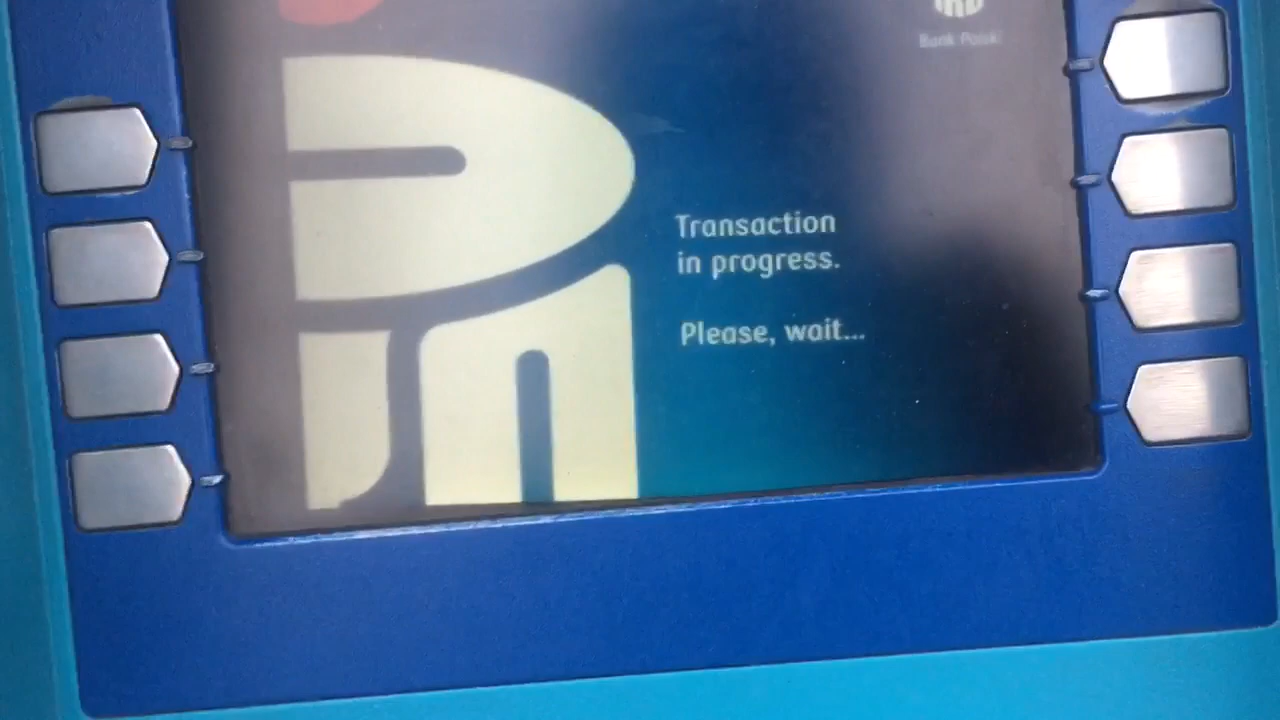 Bank Polski
Transaction
in progress.
Please, wait...